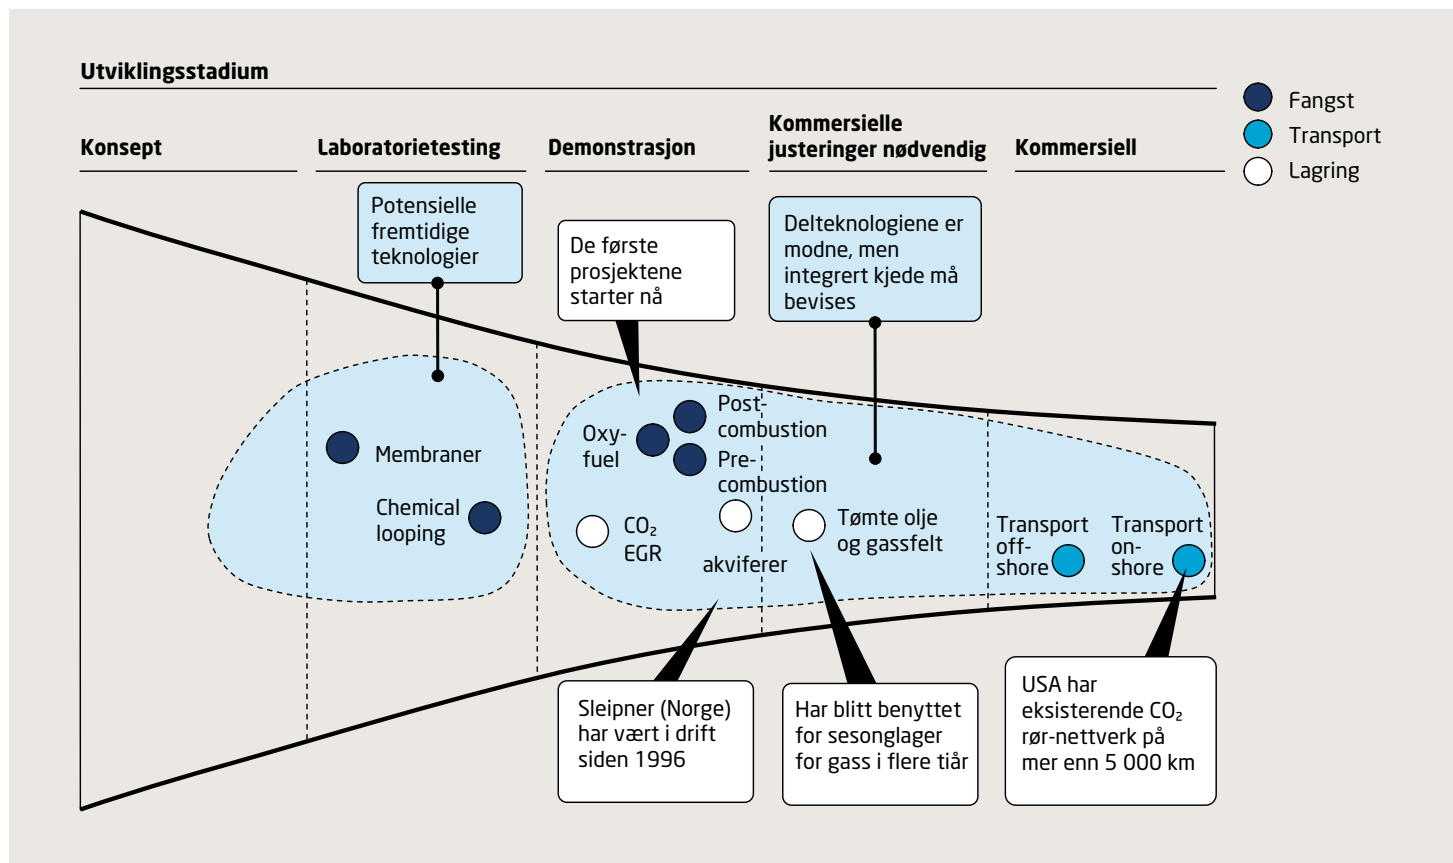 Utviklingsstadium
Fangst
Transport
Lagring
Konsept
Laboratorietesting
Demonstrasjon
Kommersielle
justeringer nødvendig
Kommersiell
Potensielle
fremtidige
teknologier
De første
prosjektene
starter nå
Delteknologiene er
modne, men
integrert kjede må
bevises
Membraner
Chemical
looping
Oxy-
fuel
Post-
combustion
Pre-
combustion
CO₂
EGR
akviferer
Tømte olje
og gassfelt
Transport
off-
shore
Transport
on-
shore
Sleipner (Norge)
har vært i drift
siden 1996
Har blitt benyttet
for sesonglager
for gass i flere tiår
USA har
eksisterende CO₂
rør-nettverk på
mer enn 5 000 km